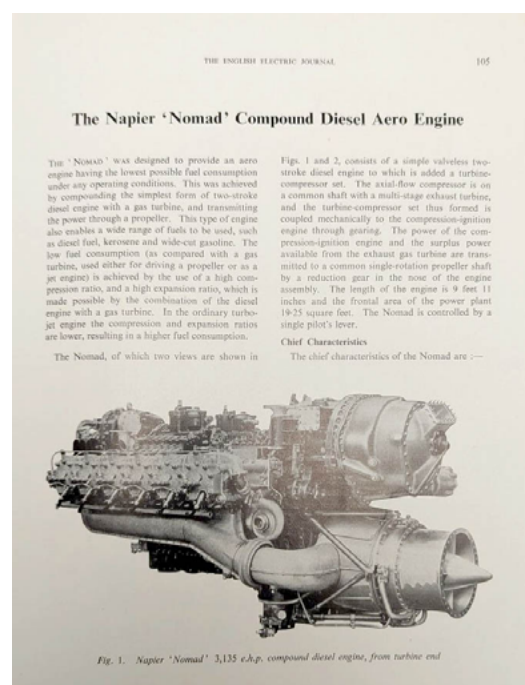 THE ENGLISH ELECTRIC JOURNAL 105
The Napier ‘Nomad’ Compound Diesel Aero Engine
THE ‘NOMAD’ WAS designed to provide an aero
engine having the lowest possible fuel consumption
under any operating conditions. This was achieved
by compounding the simplest form of two-stroke
diesel engine with a gas turbine, and transmitting
the power through a propeller. This type of engine
also enables a wide range of fuels to be used, such
as diesel fuel, kerosene and wide-cut gasoline. The
low fuel consumption (as compared with a gas
turbine, used either for driving a propeller or as a
jet engine) is achieved by the use of a high com-
pression ratio, and a high expansion ratio, which is
made possible by the combination of the diesel
engine with a gas turbine. In the ordinary turbo-
jet engine the compression and expansion ratios
are lower, resulting in a higher fuel consumption.
The Nomad, of which two views are shown in
Figs. 1 and 2, consists of a simple valveless two-
stroke diesel engine to which is added a turbine-
compressor set. The axial-flow compressor is on
a common shaft with a multi-stage exhaust turbine,
and the turbine-compressor set thus formed is
coupled mechanically to the compression-ignition
engine through gearing. The power of the com-
pression-ignition engine and the surplus power
available from the exhaust gas turbine are trans-
mitted to a common single-rotation propeller shaft
by a reduction gear in the nose of the engine
assembly. The length of the engine is 9 feet 11
inches and the frontal area of the power plant
19·25 square feet. The Nomad is controlled by a
single pilot's lever.
Chief Characteristics
The chief characteristics of the Nomad are :—
Fig. 1. Napier ‘Nomad’ 3,135 e.h.p. compound diesel engine, from turbine end